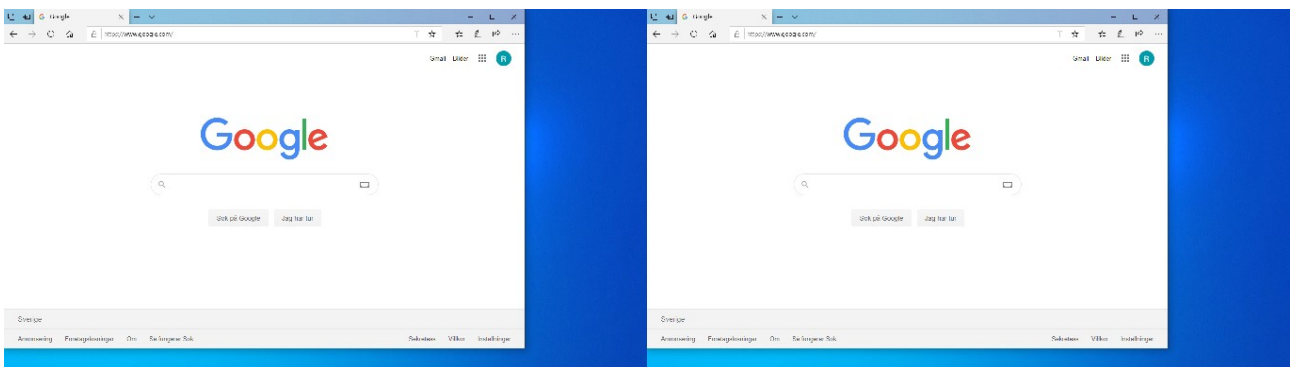 Google
https://www.google.com/
Gmail Bilder
R
Google
Sök på Google Jag har tur
Sverige
Annonsering Företagslösningar Om Så fungerar Sök
Sekretess Villkor Inställningar
Google
https://www.google.com/
Gmail Bilder
R
Google
Sök på Google Jag har tur
Sverige
Annonsering Företagslösningar Om Så fungerar Sök
Sekretess Villkor Inställningar